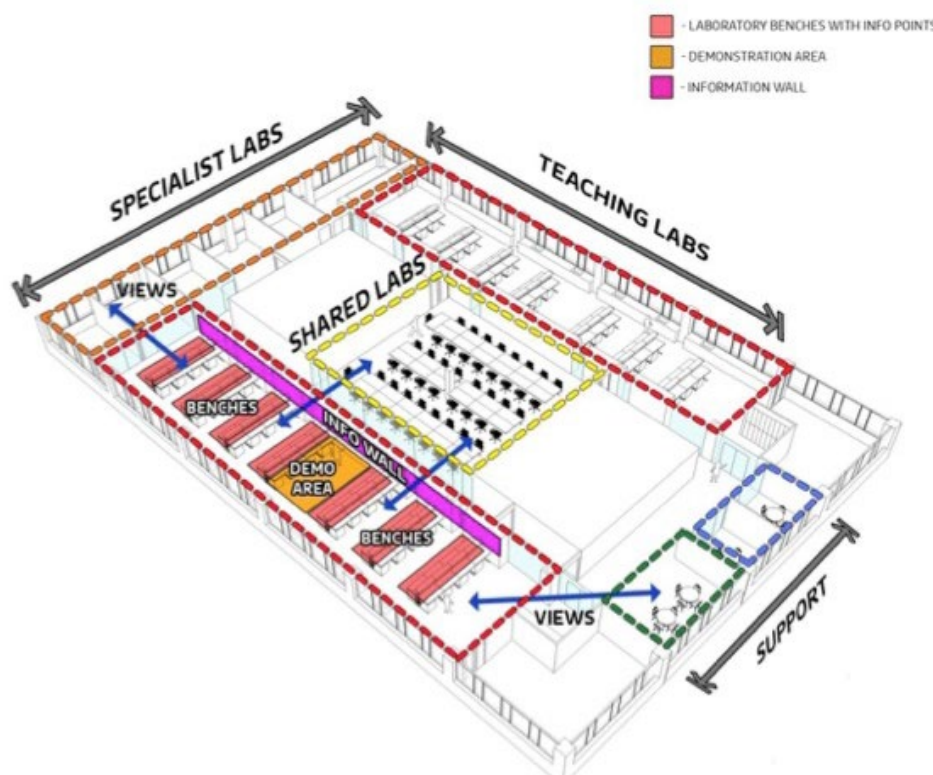 - LABORATORY BENCHES WITH INFO POINTS
- DEMONSTRATION AREA
- INFORMATION WALL
SPECIALIST LABS
TEACHING LABS
VIEWS
SHARED LABS
BENCHES
INFO WALL
DEMO
AREA
BENCHES
VIEWS
SUPPORT